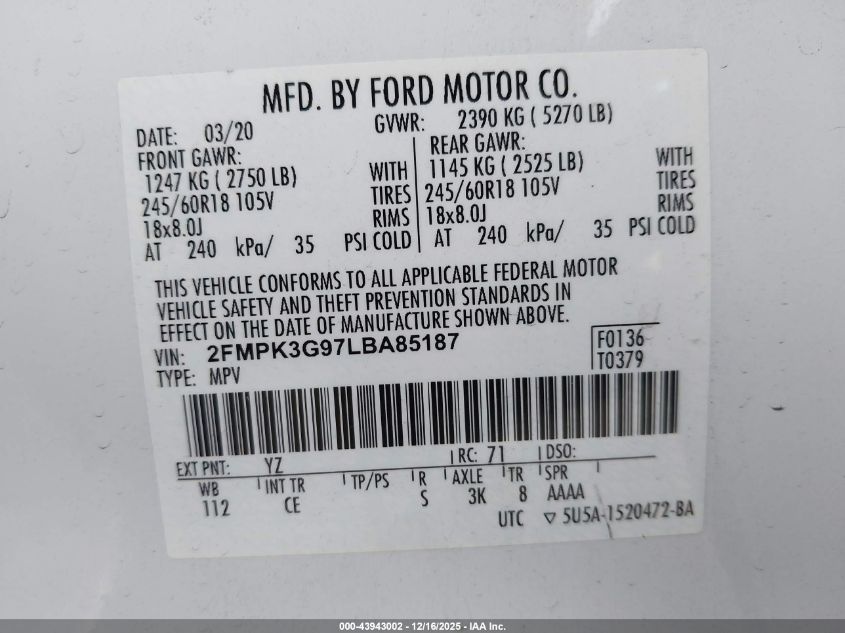 MFD. BY FORD MOTOR CO.
DATE: 03/20 GVWR: 2390 KG ( 5270 LB)
FRONT GAWR: REAR GAWR:
1247 KG ( 2750 LB) WITH 1145 KG ( 2525 LB) WITH
245/60R18 105V TIRES 245/60R18 105V TIRES
18x8.0J RIMS 18x8.0J RIMS
AT 240 kPa/ 35 PSI COLD AT 240 kPa/ 35 PSI COLD
THIS VEHICLE CONFORMS TO ALL APPLICABLE FEDERAL MOTOR
VEHICLE SAFETY AND THEFT PREVENTION STANDARDS IN
EFFECT ON THE DATE OF MANUFACTURE SHOWN ABOVE.
VIN: 2FMPK3G97LBA85187 F0136
TYPE: MPV T0379
EXT PNT: YZ RC: 71 DSO:
WB INT TR TP/PS R AXLE TR SPR
112 CE S 3K 8 AAAA
UTC ▽ 5U5A-1520472-BA
000-43943002 - 12/16/2025 - IAA Inc.